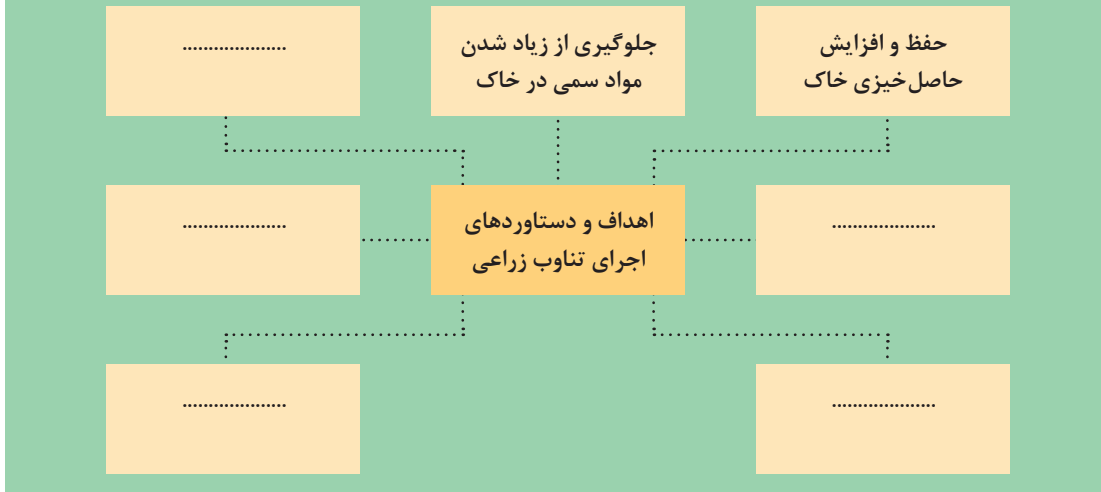 حفظ و افزایش
حاصل‌خیزی خاک
جلوگیری از زیاد شدن
مواد سمی در خاک
....................
....................
اهداف و دستاوردهای
اجرای تناوب زراعی
....................
....................
....................